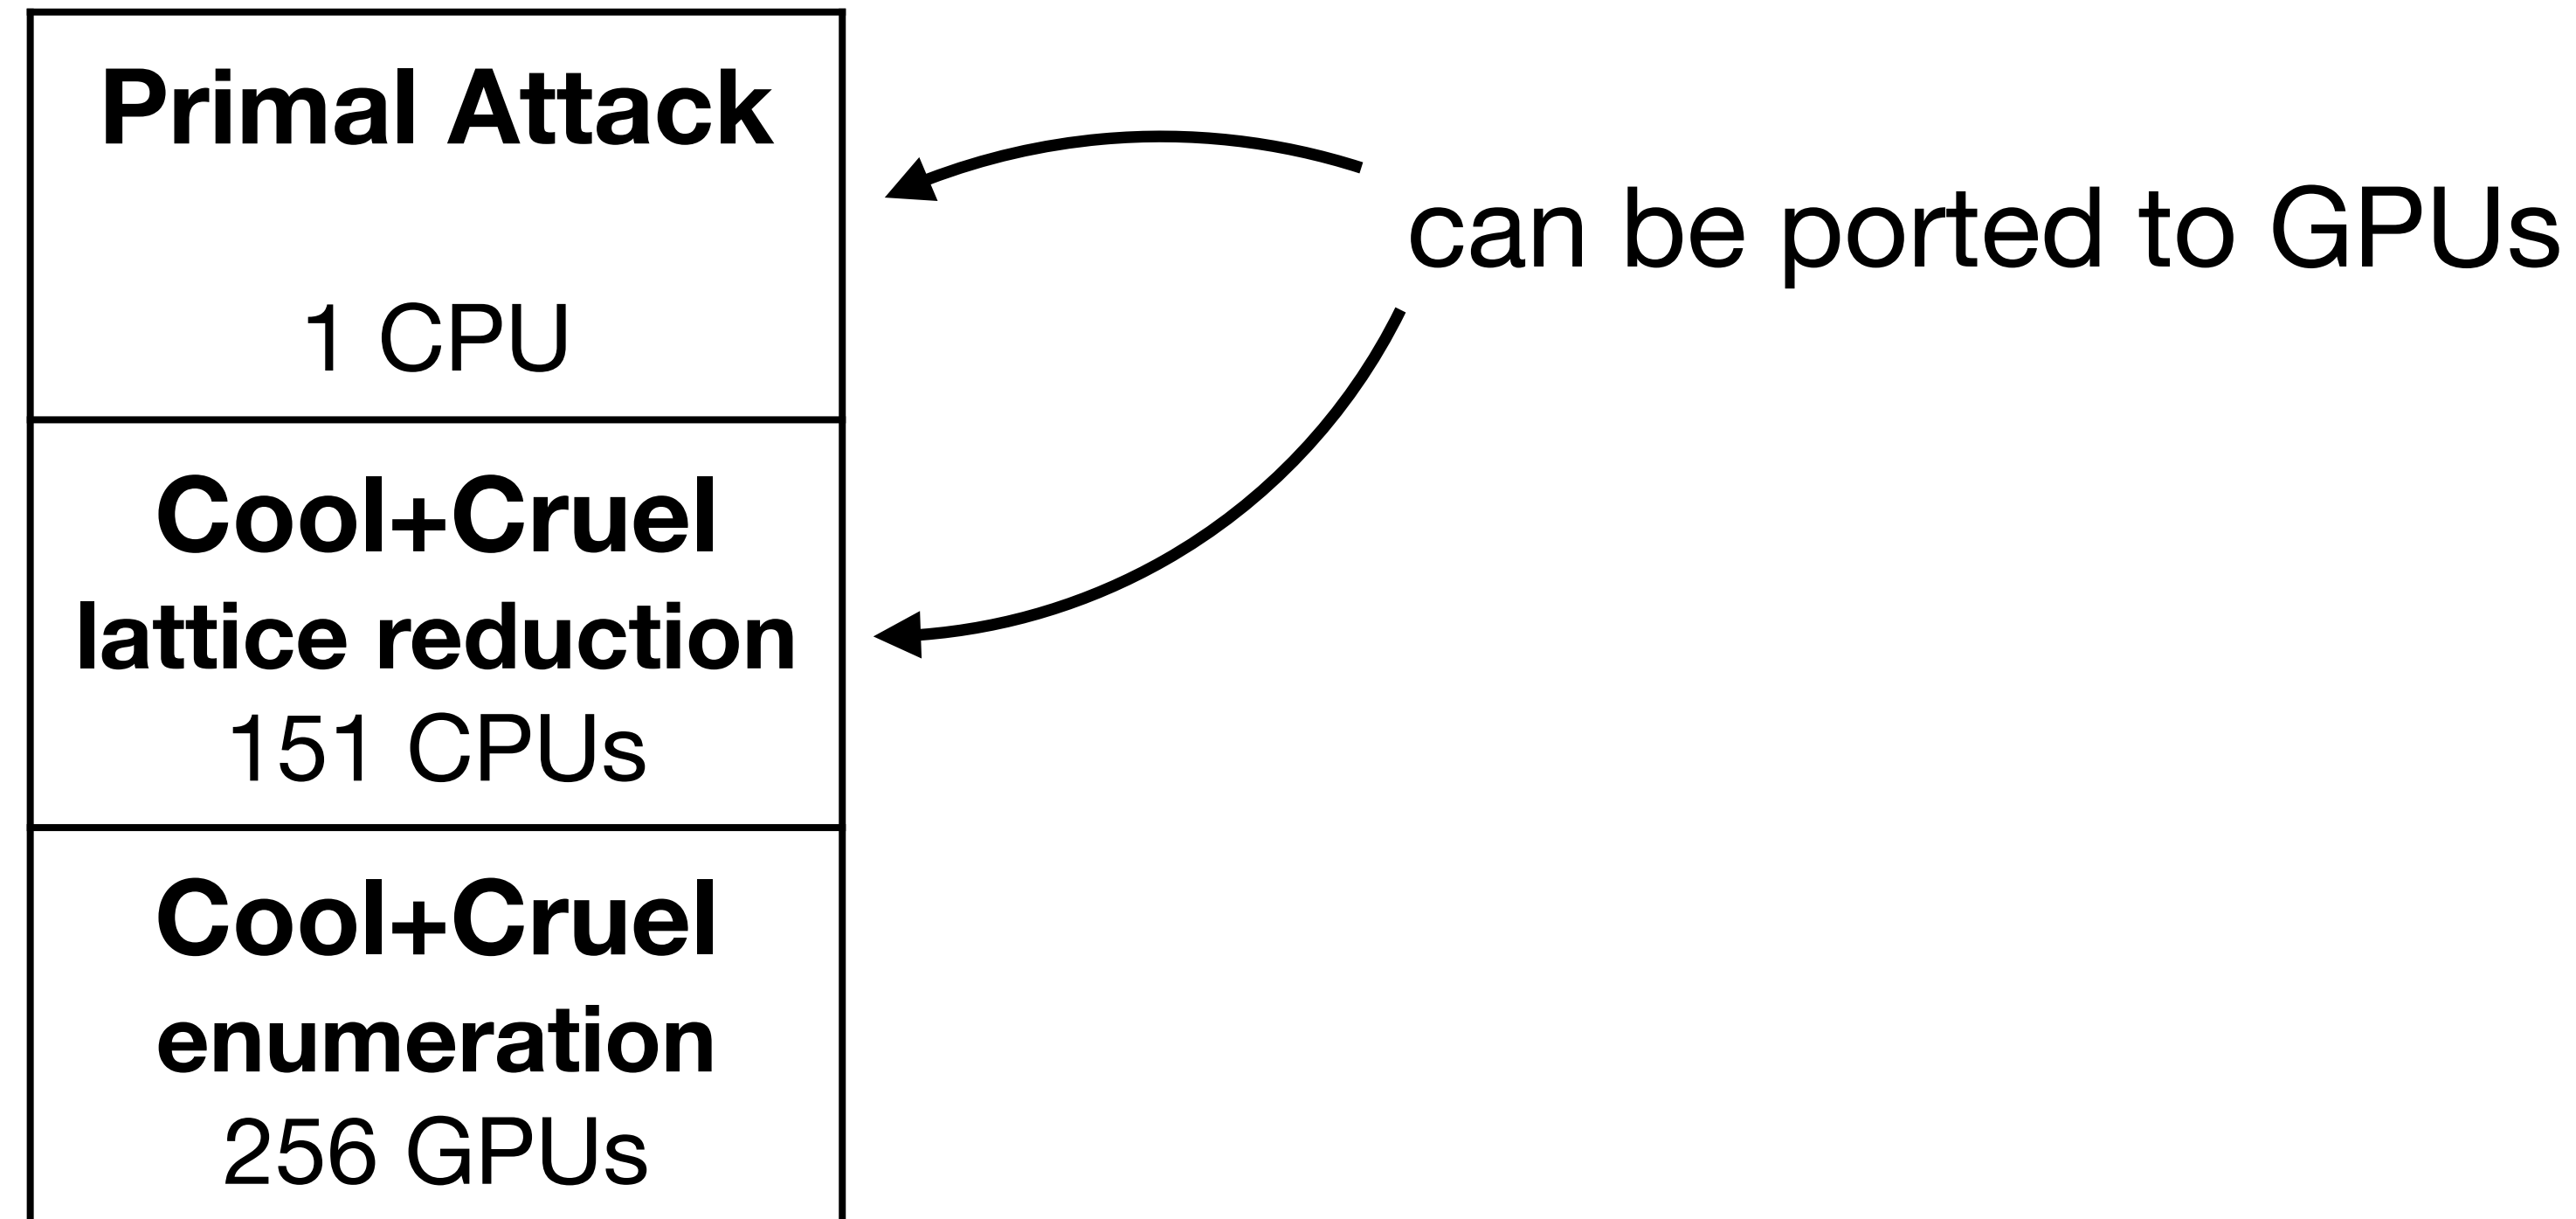 Primal Attack
1 CPU
can be ported to GPUs
Cool+Cruel
lattice reduction
151 CPUs
Cool+Cruel
enumeration
256 GPUs